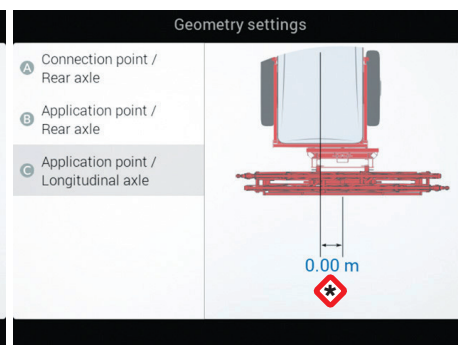 Geometry settings
A Connection point /
Rear axle
B Application point /
Rear axle
C Application point /
Longitudinal axle
0.00 m
*